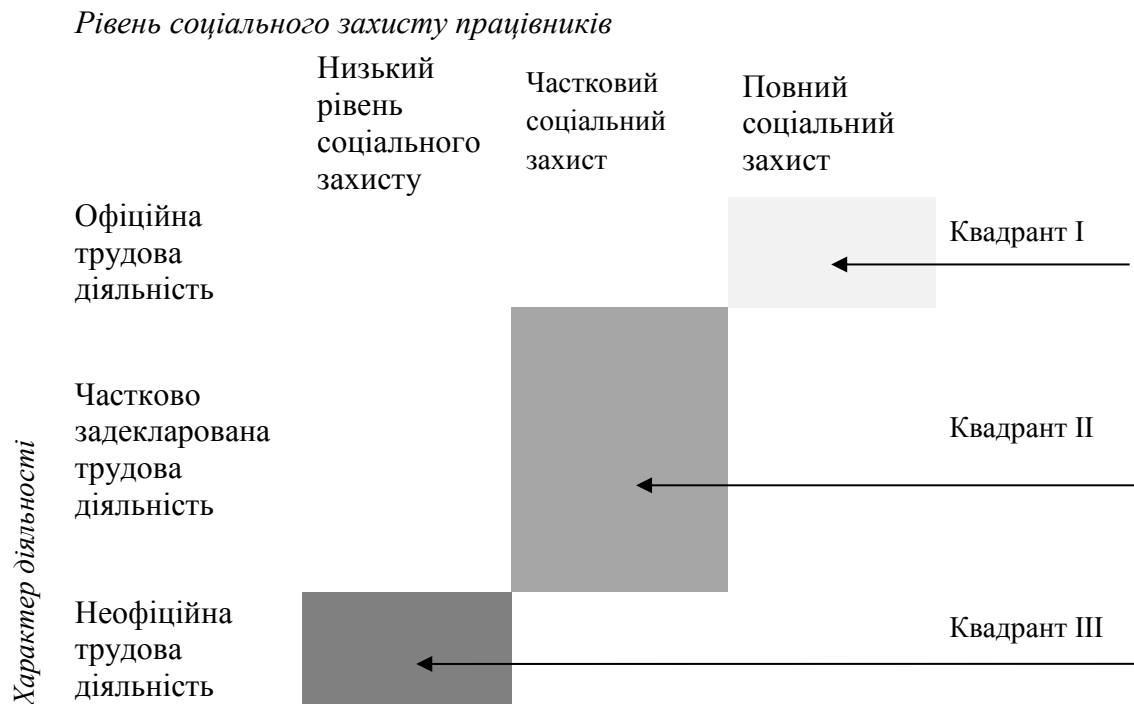 Рівень соціального захисту працівників
Низький
рівень
соціального
захисту
Частковий
соціальний
захист
Повний
соціальний
захист
Офіційна
трудова
діяльність
Квадрант I
Частково
задекларована
трудова
діяльність
Квадрант II
Неофіційна
трудова
діяльність
Квадрант III
Характер діяльності